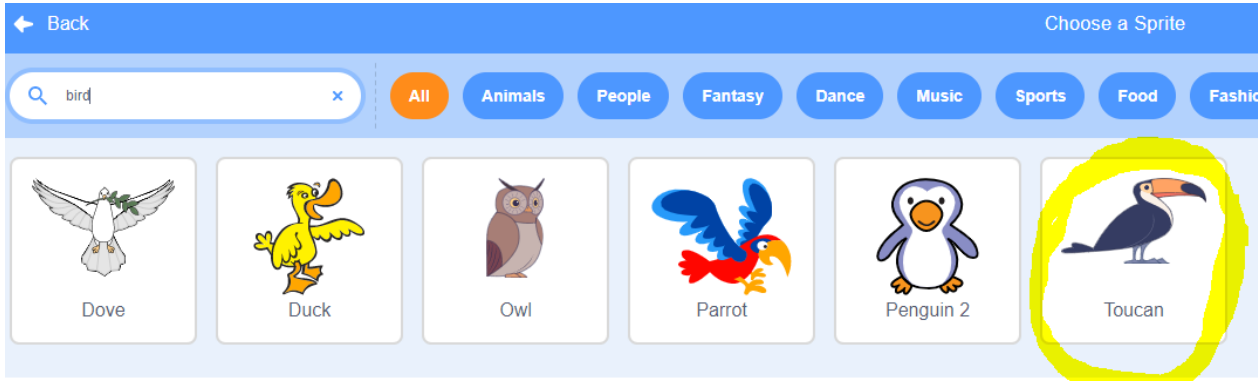 Back
Choose a Sprite
bird
All Animals People Fantasy Dance Music Sports Food Fashio
Dove Duck Owl Parrot Penguin 2 Toucan